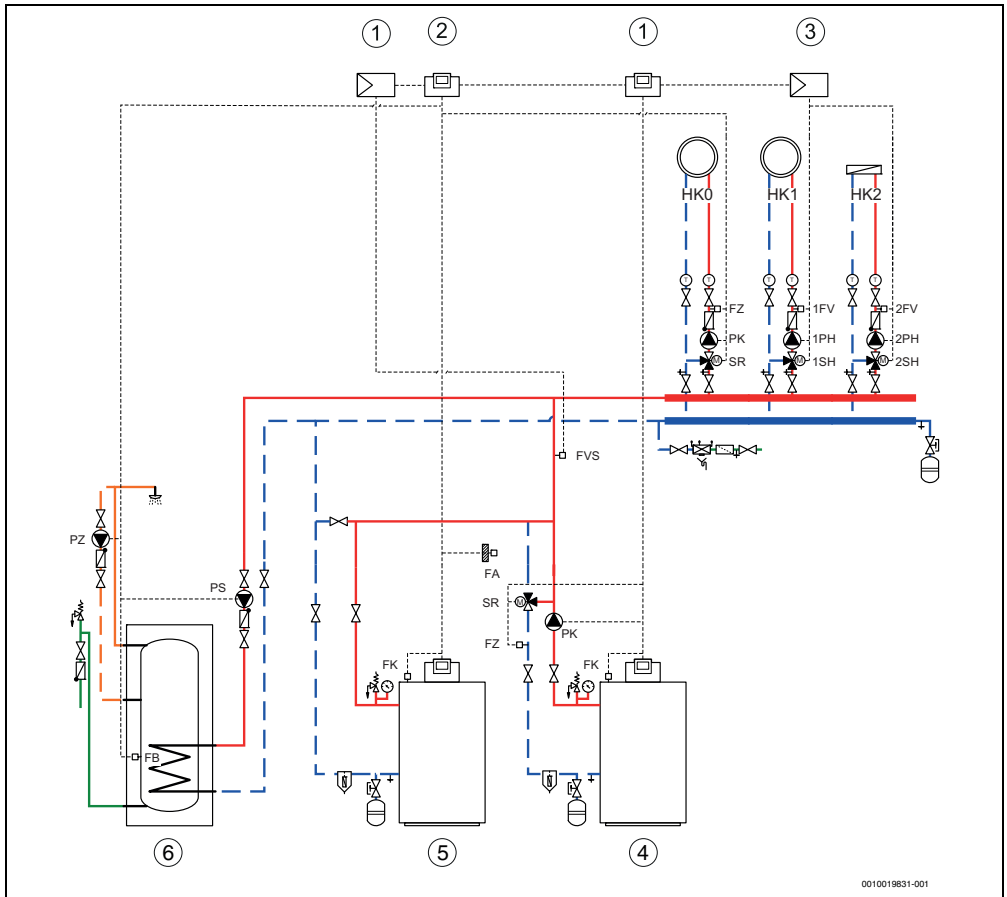 1 2 1 3
HK0 HK1 HK2
T T T T T T
FZ 1FV 2FV
PK 1PH 2PH
M SR M 1SH M 2SH
FVS
PZ
FA
PS
SR M
PK
FZ
FK FK
FB
6 5 4
0010019831-001